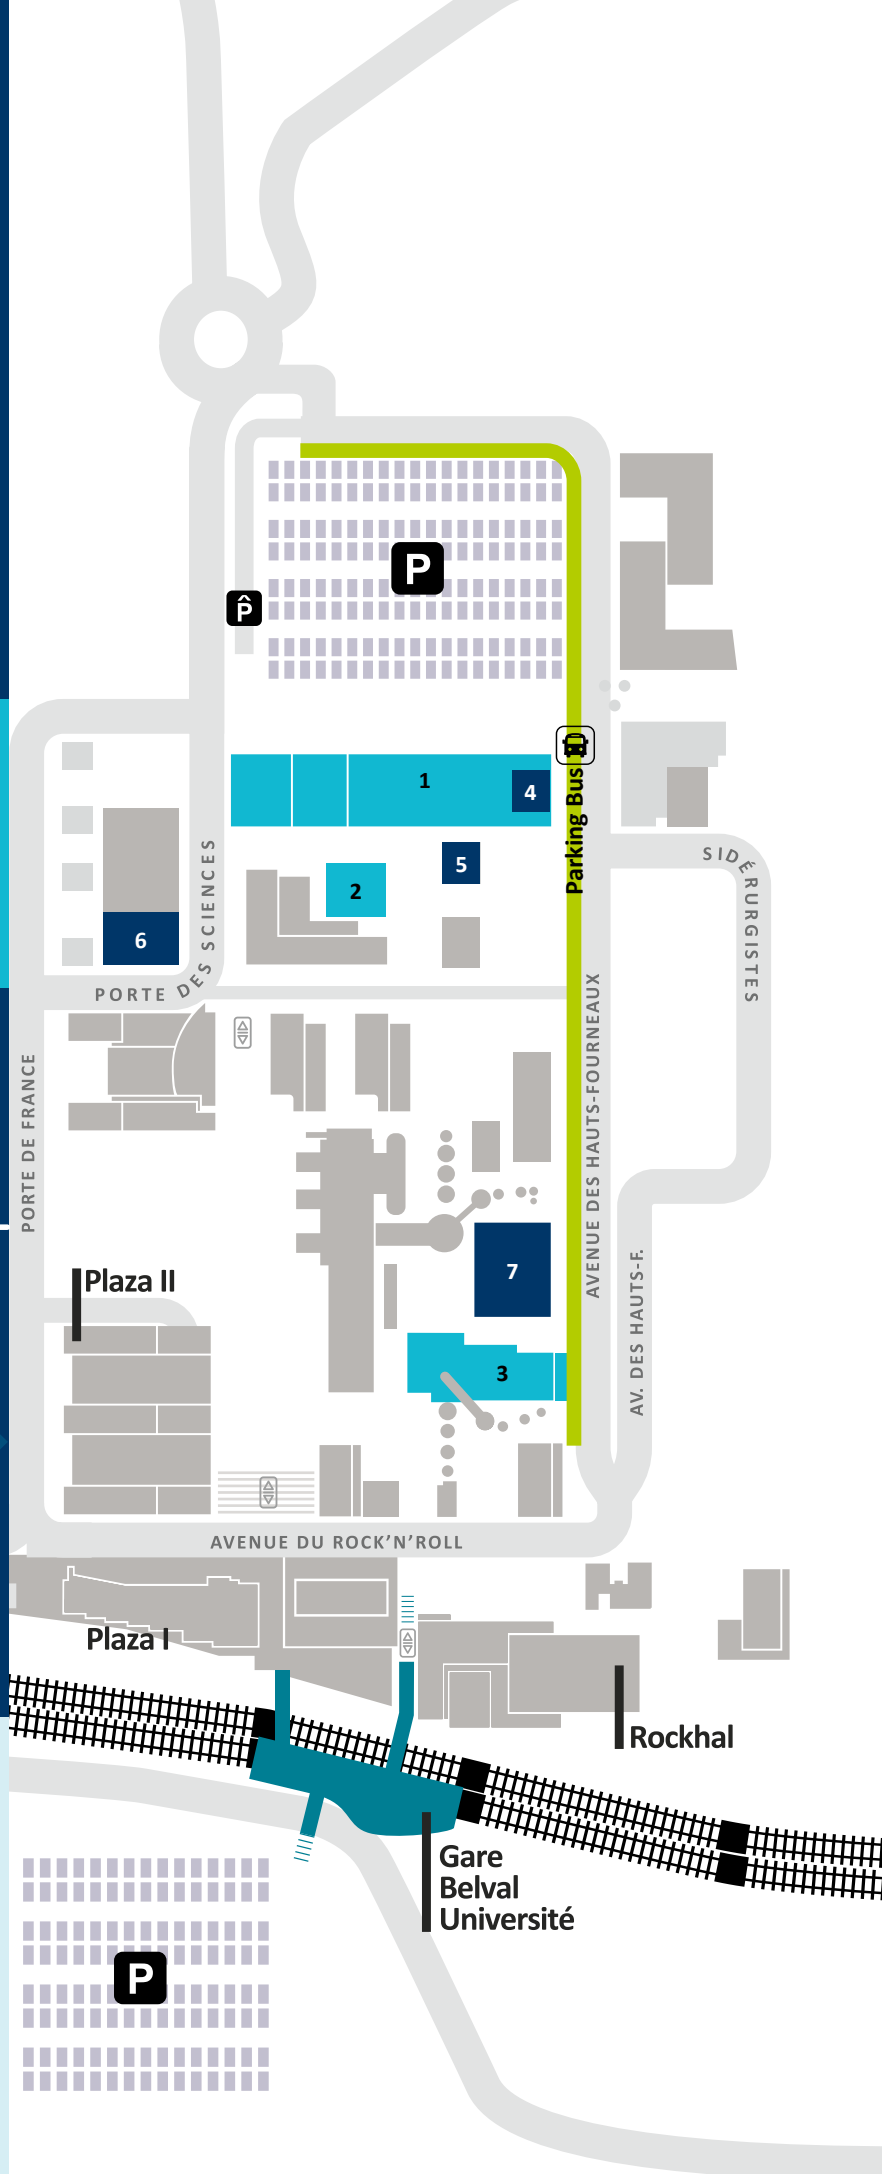 P
P̂
1
4
Parking Bus
5
2
6
SIDÉRURGISTES
PORTE DES SCIENCES
PORTE DE FRANCE
AVENUE DES HAUTS-FOURNEAUX
7
AV. DES HAUTS-F.
Plaza II
3
AVENUE DU ROCK'N'ROLL
Plaza I
Rockhal
Gare
Belval
Université
P